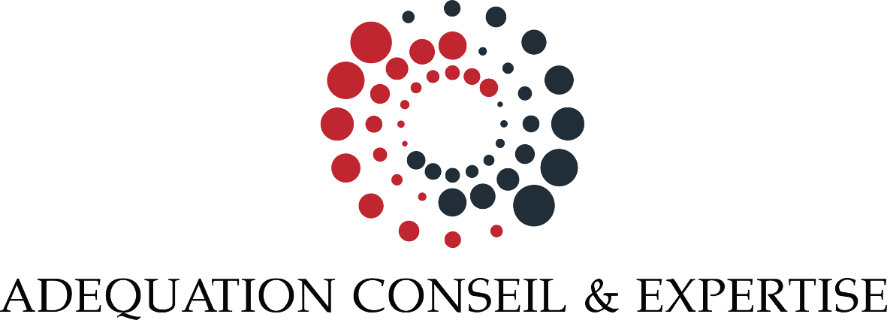 ADEQUATION CONSEIL & EXPERTISE